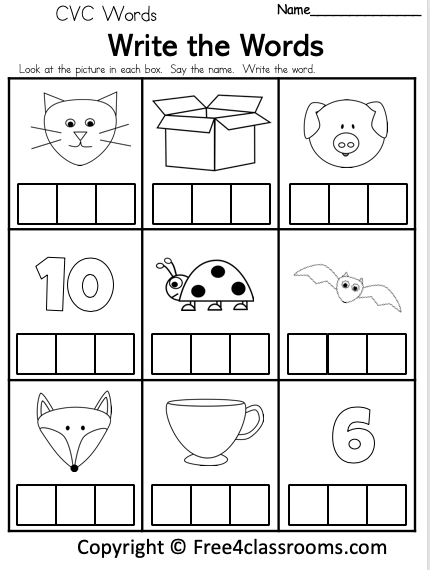 CVC Words
Name________________
Write the Words
Look at the picture in each box. Say the name. Write the word.
10
6
Copyright © Free4classrooms.com